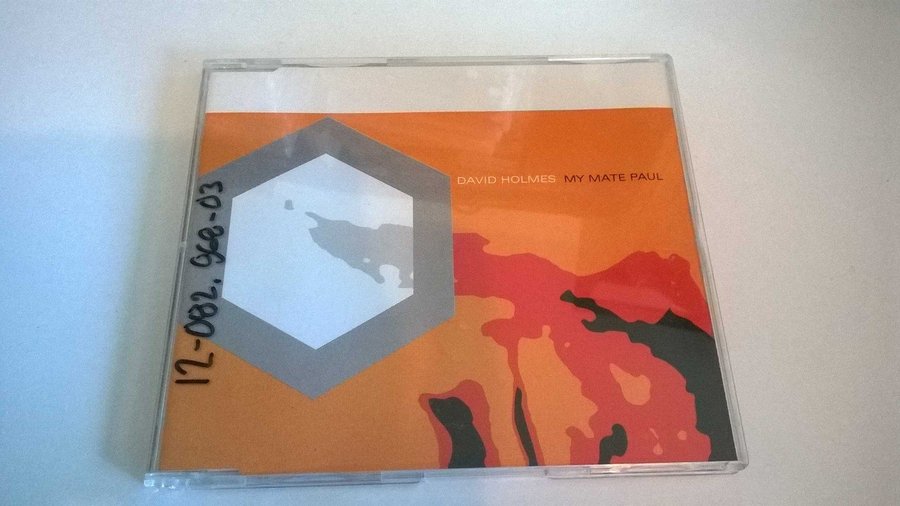 DAVID HOLMES MY MATE PAUL
12-082.968-03